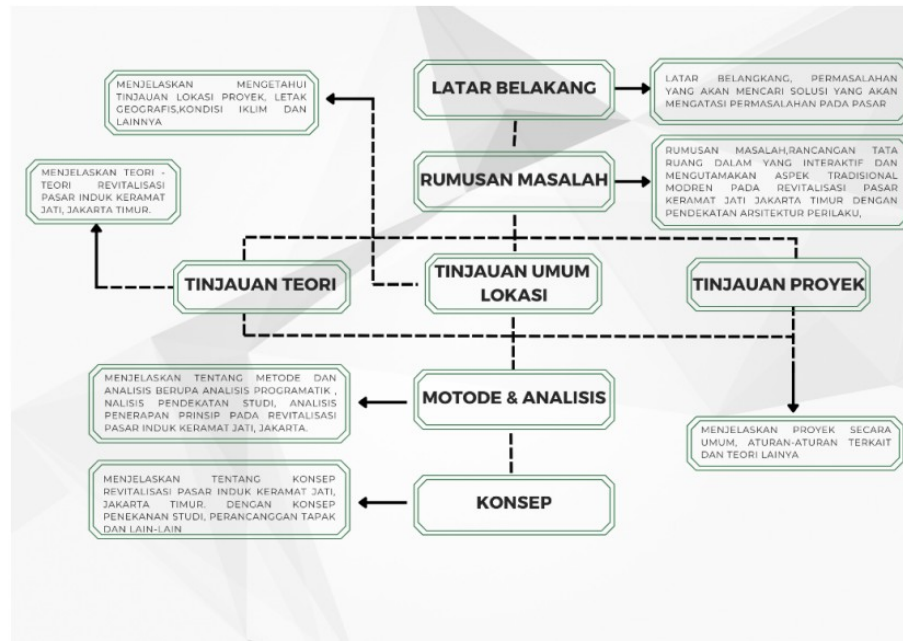 LATAR BELAKANG
LATAR BELANGKANG, PERMASALAHAN
YANG AKAN MENCARI SOLUSI YANG AKAN
MENGATASI PERMASALAHAN PADA PASAR
MENJELASKAN MENGETAHUI
TINJAUAN LOKASI PROYEK, LETAK
GEOGRAFIS,KONDISI IKLIM DAN
LAINNYA
RUMUSAN MASALAH
RUMUSAN MASALAH,RANCANGAN TATA
RUANG DALAM YANG INTERAKTIF DAN
MENGUTAMAKAN ASPEK TRADISIONAL
MODREN PADA REVITALISASI PASAR
KERAMAT JATI JAKARTA TIMUR DENGAN
PENDEKATAN ARSITEKTUR PERILAKU,
MENJELASKAN TEORI -
TEORI REVITALISASI
PASAR INDUK KERAMAT
JATI, JAKARTA TIMUR.
TINJAUAN TEORI
TINJAUAN UMUM
LOKASI
TINJAUAN PROYEK
MENJELASKAN TENTANG METODE DAN
ANALISIS BERUPA ANALISIS PROGRAMATIK ,
NALISIS PENDEKATAN STUDI, ANALISIS
PENERAPAN PRINSIP PADA REVITALISASI
PASAR INDUK KERAMAT JATI, JAKARTA.
MOTODE & ANALISIS
MENJELASKAN PROYEK SECARA
UMUM, ATURAN-ATURAN TERKAIT
DAN TEORI LAINYA
MENJELASKAN TENTANG KONSEP
REVITALISASI PASAR INDUK KERAMAT JATI,
JAKARTA TIMUR. DENGAN KONSEP
PENEKANAN STUDI, PERANCANGGAN TAPAK
DAN LAIN-LAIN
KONSEP